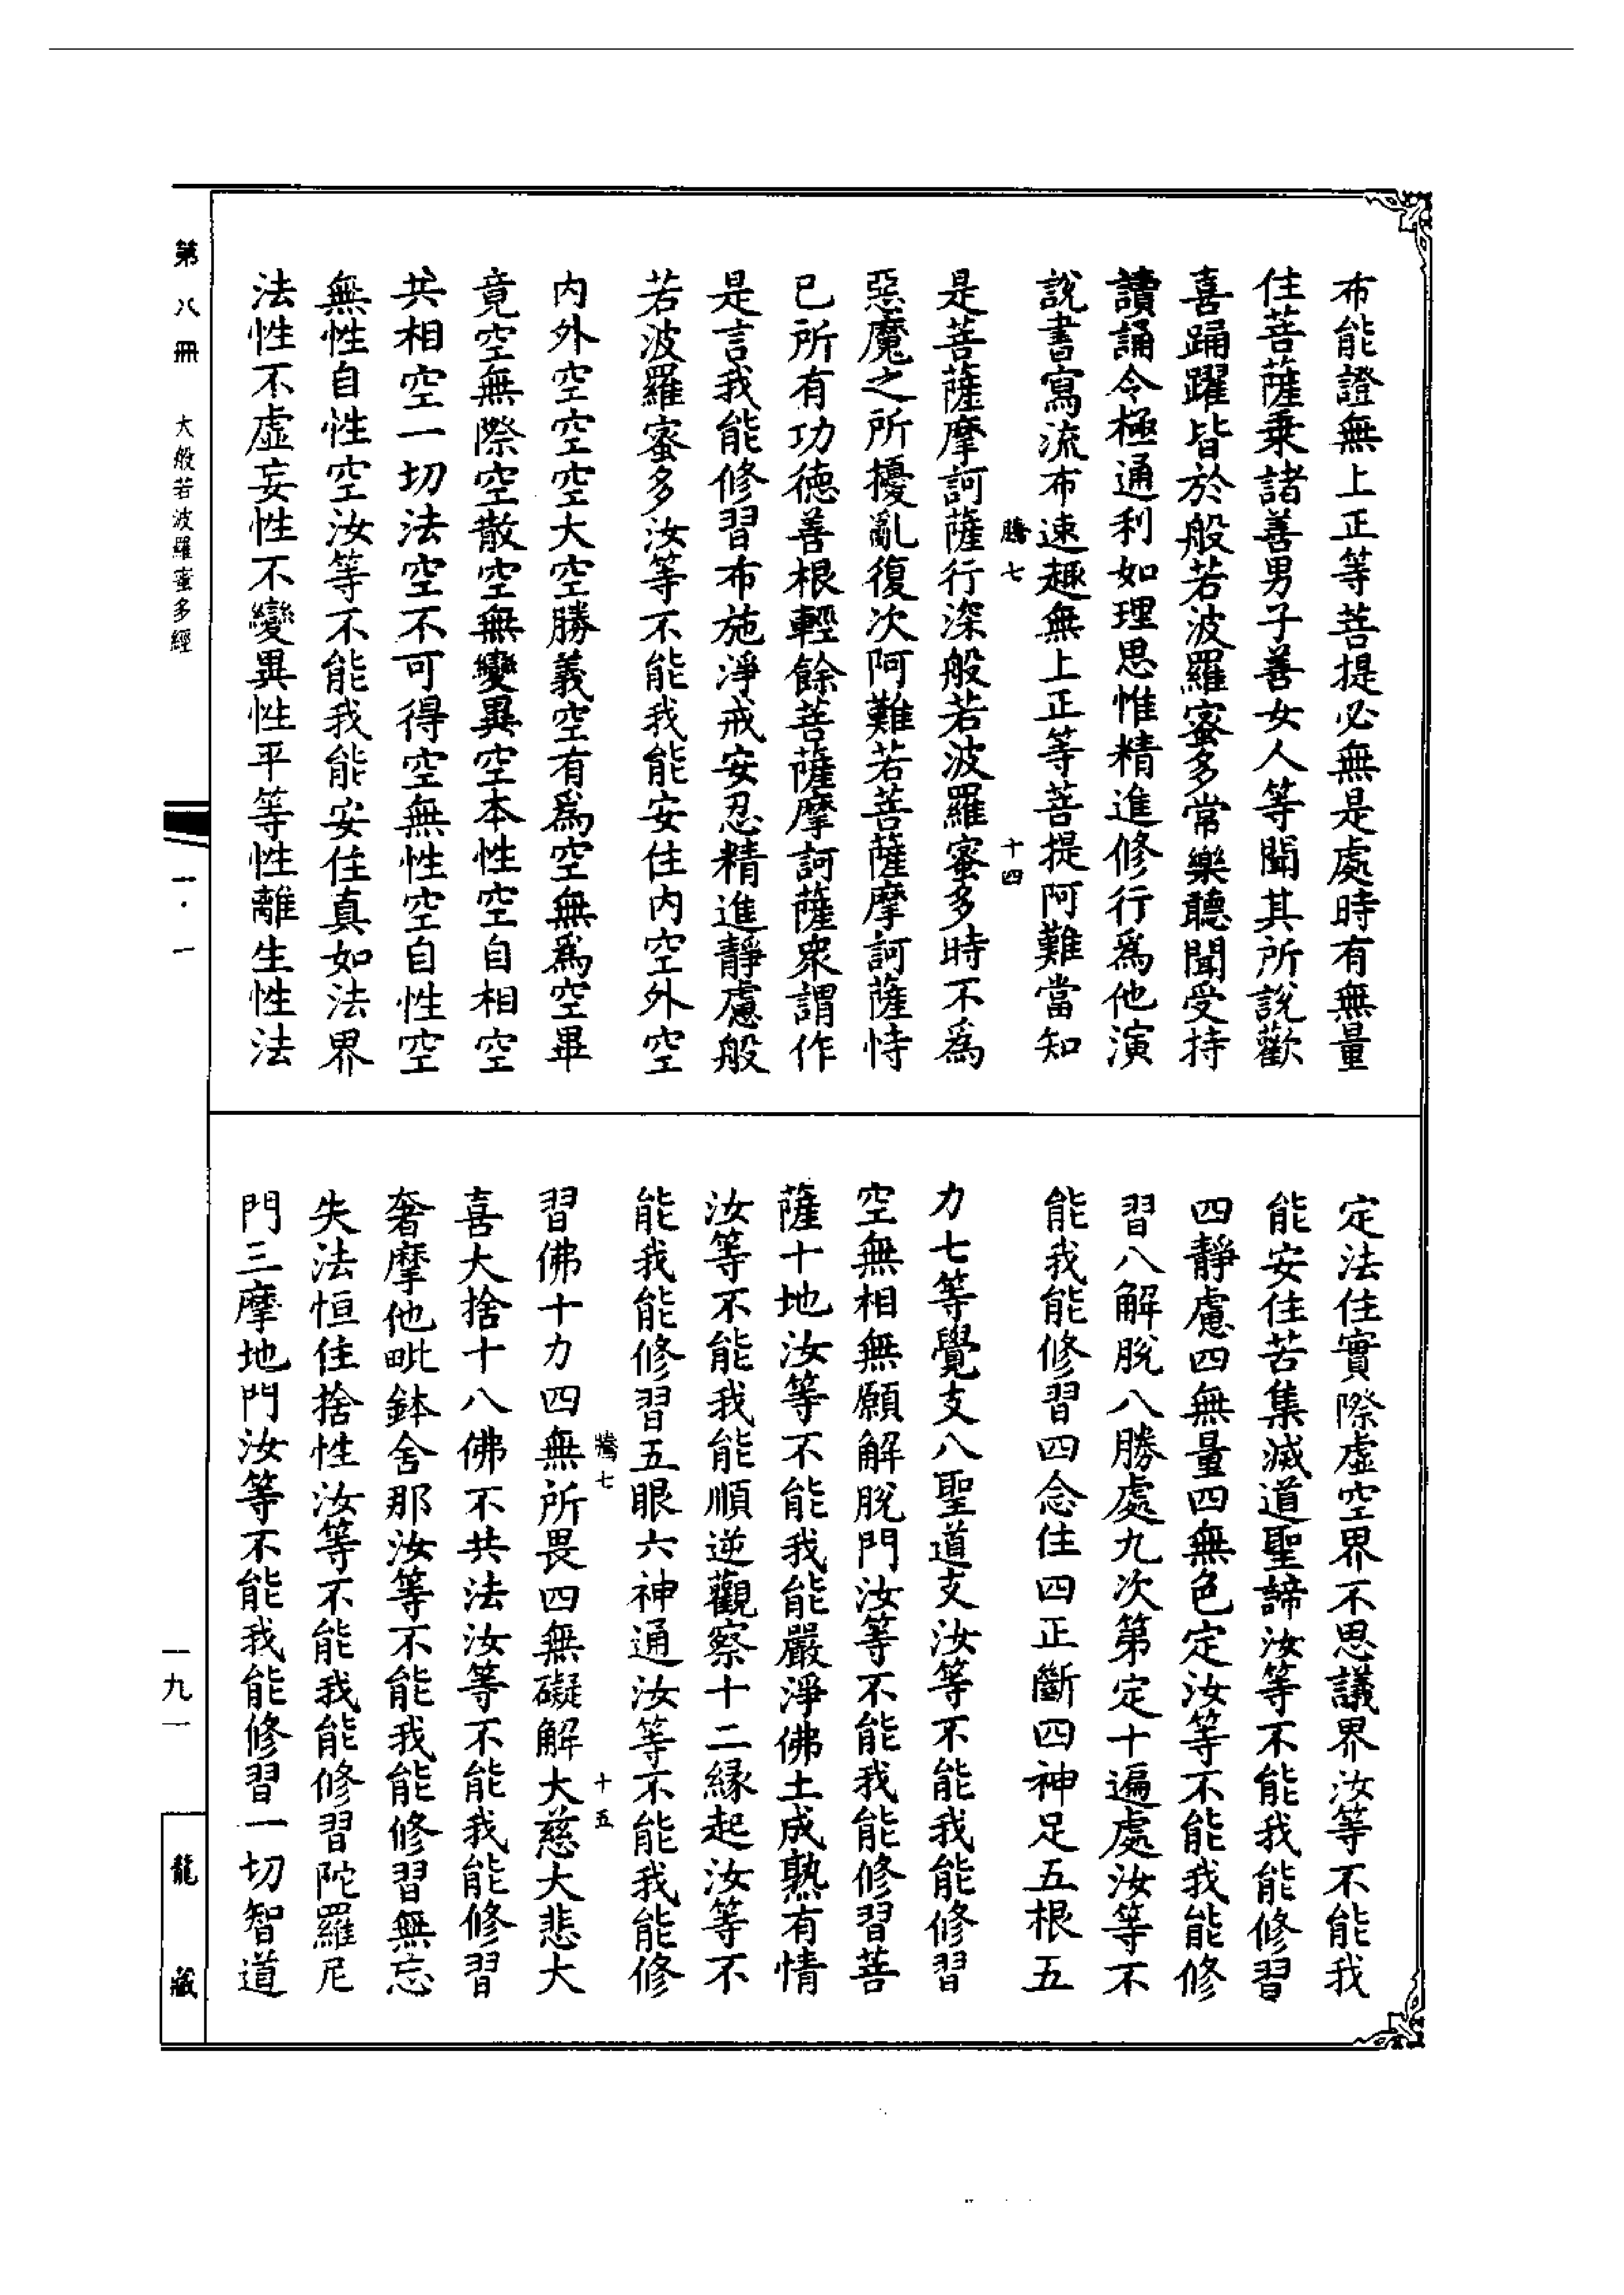 布能證無上正等菩提必無是處時有無量
住菩薩乘諸善男子善女人等聞其所說歡
喜踊躍皆於般若波羅蜜多常樂聽聞受持
讀誦令極通利如理思惟精進修行爲他演
說書寫流布速趣無上正等菩提阿難當知
騰七 十四
是菩薩摩訶薩行深般若波羅蜜多時不爲
惡魔之所擾亂復次阿難若菩薩摩訶薩恃
已所有功德善根輕餘菩薩摩訶薩衆謂作
是言我能修習布施淨戒安忍精進靜慮般
若波羅蜜多汝等不能我能安住內空外空
內外空空空大空勝義空有爲空無爲空畢
竟空無際空散空無變異空本性空自相空
共相空一切法空不可得空無性空自性空
無性自性空汝等不能我能安住真如法界
法性不虛妄性不變異性平等性離生性法
定法住實際虛空界不思議界汝等不能我
能安住苦集滅道聖諦汝等不能我能修習
四靜慮四無量四無色定汝等不能我能修
習八解脫八勝處九次第定十遍處汝等不
能我能修習四念住四正斷四神足五根五
力七等覺支八聖道支汝等不能我能修習
空無相無願解脫門汝等不能我能修習菩
薩十地汝等不能我能嚴淨佛土成熟有情
汝等不能我能順逆觀察十二緣起汝等不
能我能修習五眼六神通汝等不能我能修
騰七 十五
習佛十力四無所畏四無礙解大慈大悲大
喜大捨十八佛不共法汝等不能我能修習
奢摩他毗鉢舍那汝等不能我能修習無忘
失法恒住捨性汝等不能我能修習陀羅尼
門三摩地門汝等不能我能修習一切智道
第八冊 大般若波羅蜜多經 一·一
一九一
龍藏